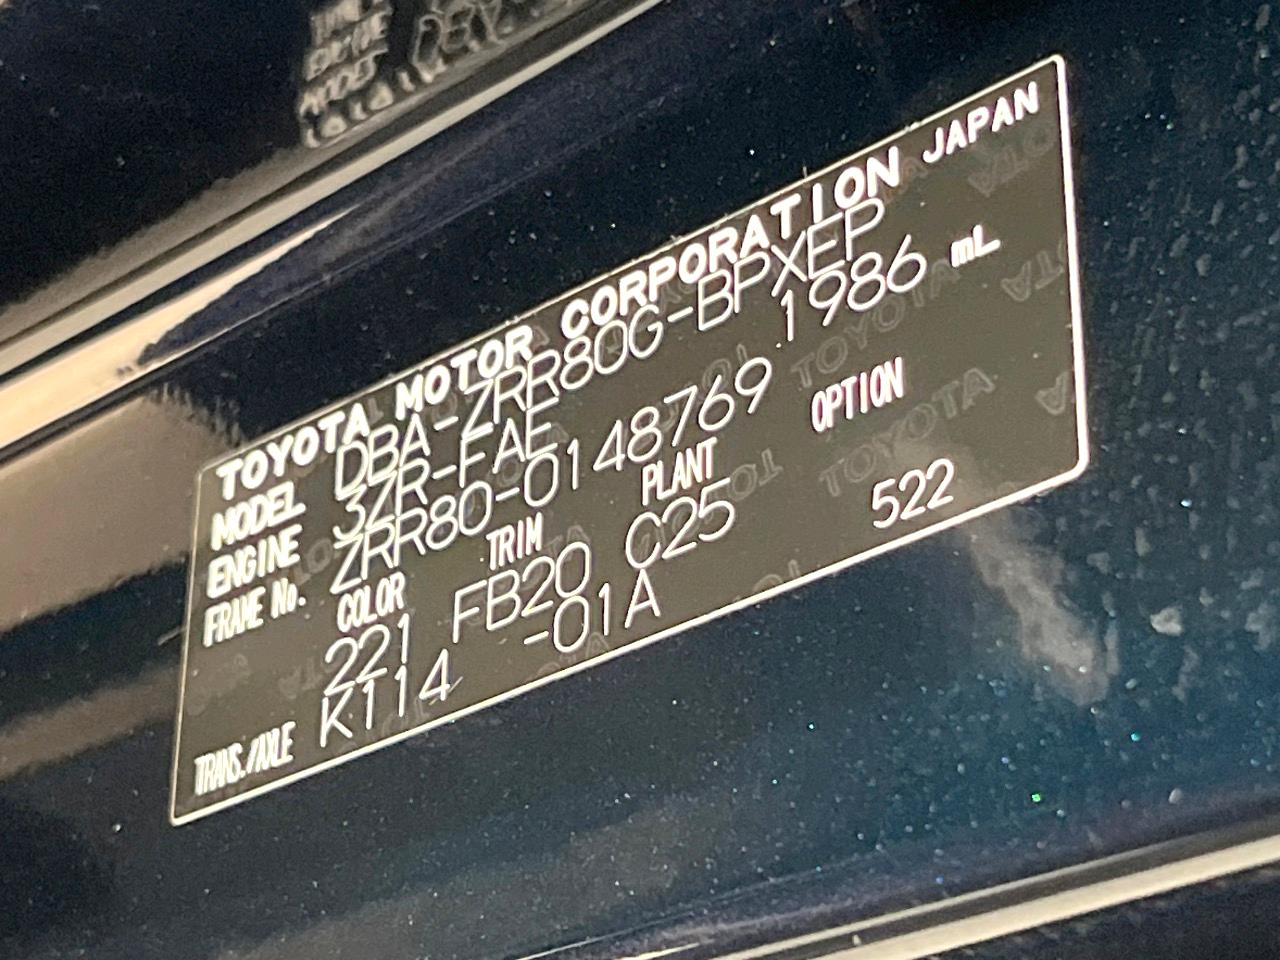 TOYOTA MOTOR CORPORATION JAPAN
MODEL DBA-ZRR80G-BPXEP
ENGINE 3ZR-FAE 1986 mL
FRAME No. ZRR80-0148769
COLOR TRIM PLANT OPTION
221 FB20 C25 522
TRANS./AXLE K114 -01A